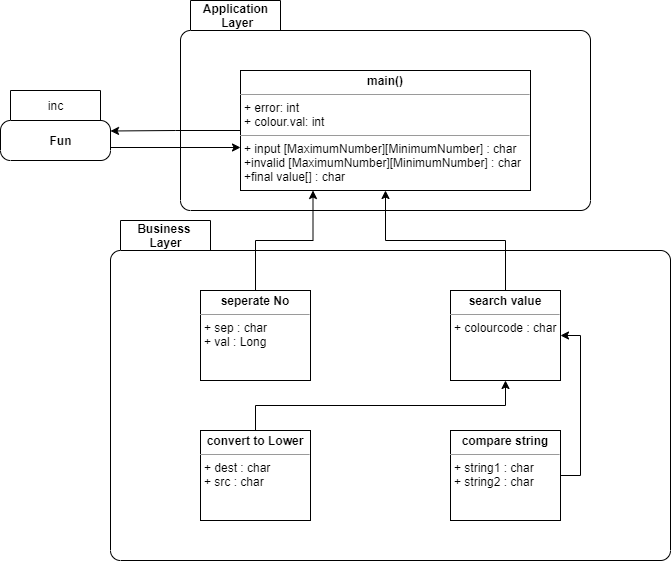 Application
Layer
main()
+ error: int
+ colour.val: int
+ input [MaximumNumber][MinimumNumber] : char
+invalid [MaximumNumber][MinimumNumber] : char
+final value[] : char
inc
Fun
Business
Layer
seperate No
+ sep : char
+ val : Long
search value
+ colourcode : char
convert to Lower
+ dest : char
+ src : char
compare string
+ string1 : char
+ string2 : char